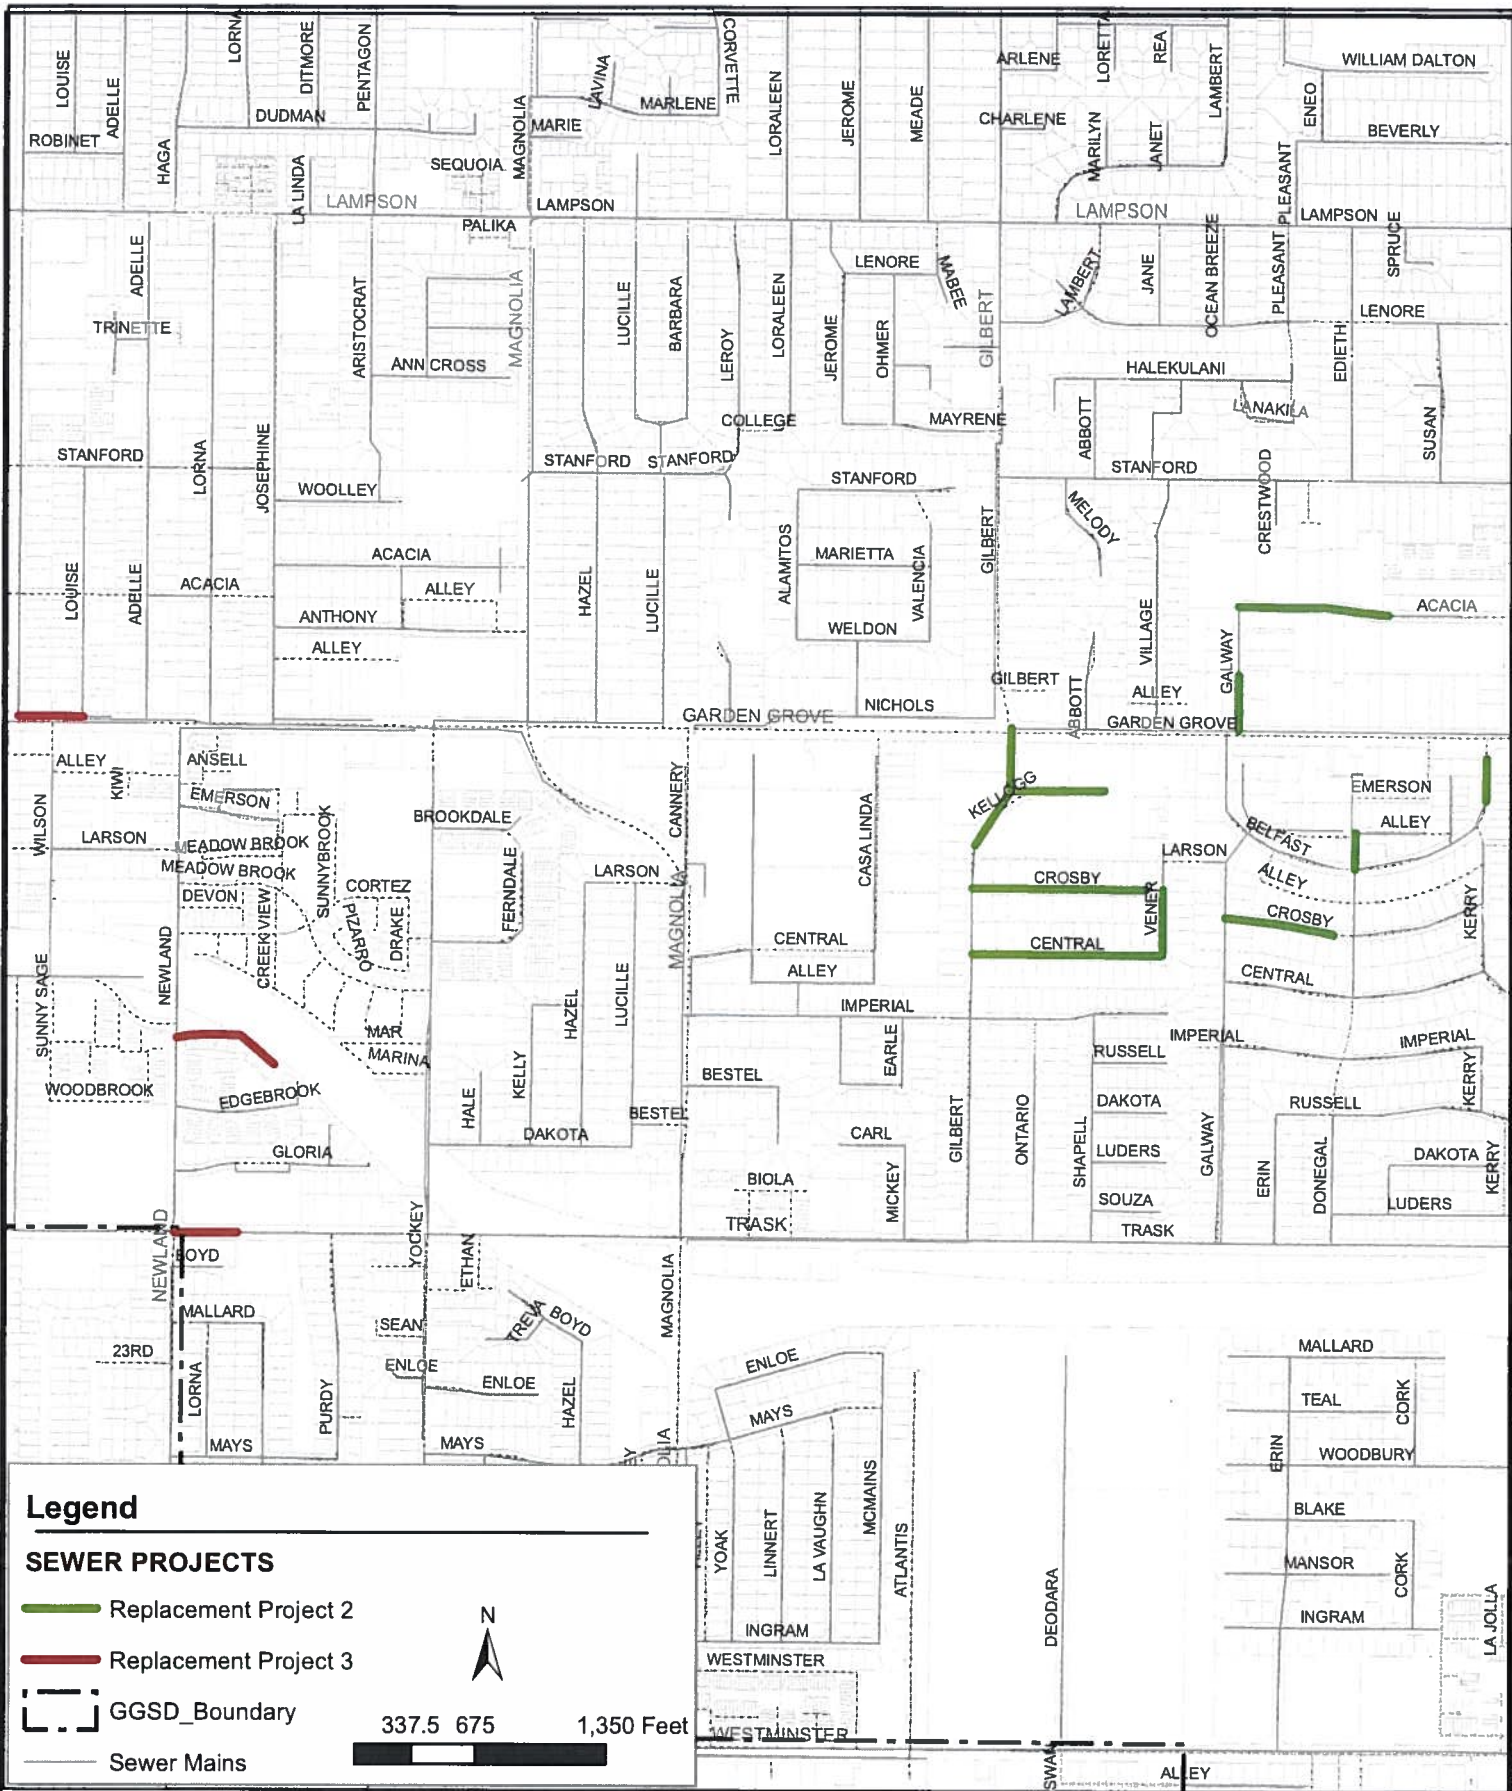 LORNA
CORVETTE
LORETTA
REA
LOUISE
ADELLE
DITMORE
PENTAGON
LAVINA
ARLENE
LAMBERT
WILLIAM DALTON
MARLENE
LORALEEN
JEROME
MEADE
ENEO
ROBINET
DUDMAN
MAGNOLIA
MARIE
CHARLENE
MARILYN
JANET
BEVERLY
HAGA
LA LINDA
SEQUOIA
PLEASANT
LAMPSON
LAMPSON
LAMPSON
LAMPSON
PALIKA
SPRUCE
ADELLE
LENORE
MABEE
LAMBERT
JANE
OCEAN BREEZE
PLEASANT
TRINETTE
ARISTOCRAT
MAGNOLIA
LUCILLE
BARBARA
LEROY
LORALEEN
JEROME
OHMER
GILBERT
LENORE
EDIETH
ANN CROSS
HALEKULANI
LANAKILA
COLLEGE
MAYRENE
ABBOTT
SUSAN
STANFORD
LORNA
JOSEPHINE
STANFORD
STANFORD
STANFORD
STANFORD
CRESTWOOD
WOOLLEY
MELODY
ACACIA
ALAMITOS
MARIETTA
VALENCIA
GILBERT
LOUISE
ADELLE
ACACIA
ALLEY
HAZEL
LUCILLE
ANTHONY
WELDON
VILLAGE
GALWAY
ACACIA
ALLEY
GILBERT
ABBOTT
ALLEY
NICHOLS
GARDEN GROVE
GARDEN GROVE
ALLEY
KIWI
ANSELL
EMERSON
CANNERY
KELLOGG
EMERSON
WILSON
LARSON
MEADOW BROOK
MEADOW BROOK
SUNNYBROOK
BROOKDALE
CASA LINDA
BELFAST
ALLEY
LARSON
DEVON
CORTEZ
FERNDALE
LARSON
CROSBY
VENER
ALLEY
CREEK VIEW
PIZARRO
DRAKE
MAGNOLIA
CROSBY
KERRY
NEWLAND
CENTRAL
CENTRAL
ALLEY
CENTRAL
SUNNY SAGE
HAZEL
LUCILLE
IMPERIAL
MAR
MARINA
EARLE
RUSSELL
IMPERIAL
IMPERIAL
WOODBROOK
EDGEBROOK
KELLY
BESTEL
KERRY
HALE
BESTEL
DAKOTA
RUSSELL
DAKOTA
CARL
GILBERT
ONTARIO
SHAPELL
LUDERS
GALWAY
GLORIA
ERIN
DONEGAL
DAKOTA
KERRY
BIOLA
MICKEY
SOUZA
LUDERS
TRASK
TRASK
NEWLAND
BOYD
YOCKEY
ETHAN
MAGNOLIA
MALLARD
SEAN
TREVA
BOYD
23RD
ENLOE
ENLOE
ENLOE
MALLARD
LORNA
PURDY
HAZEL
MAYS
TEAL
CORK
MAYS
MAYS
ERIN
WOODBURY
YOAK
LINNERT
LA VAUGHN
MCMAINS
ATLANTIS
BLAKE
MANSOR
CORK
DEODARA
INGRAM
INGRAM
LA JOLLA
WESTMINSTER
WESTMINSTER
SWAN
ALLEY
Legend
SEWER PROJECTS
Replacement Project 2
Replacement Project 3
GGSD_Boundary
Sewer Mains
N
337.5 675 1,350 Feet